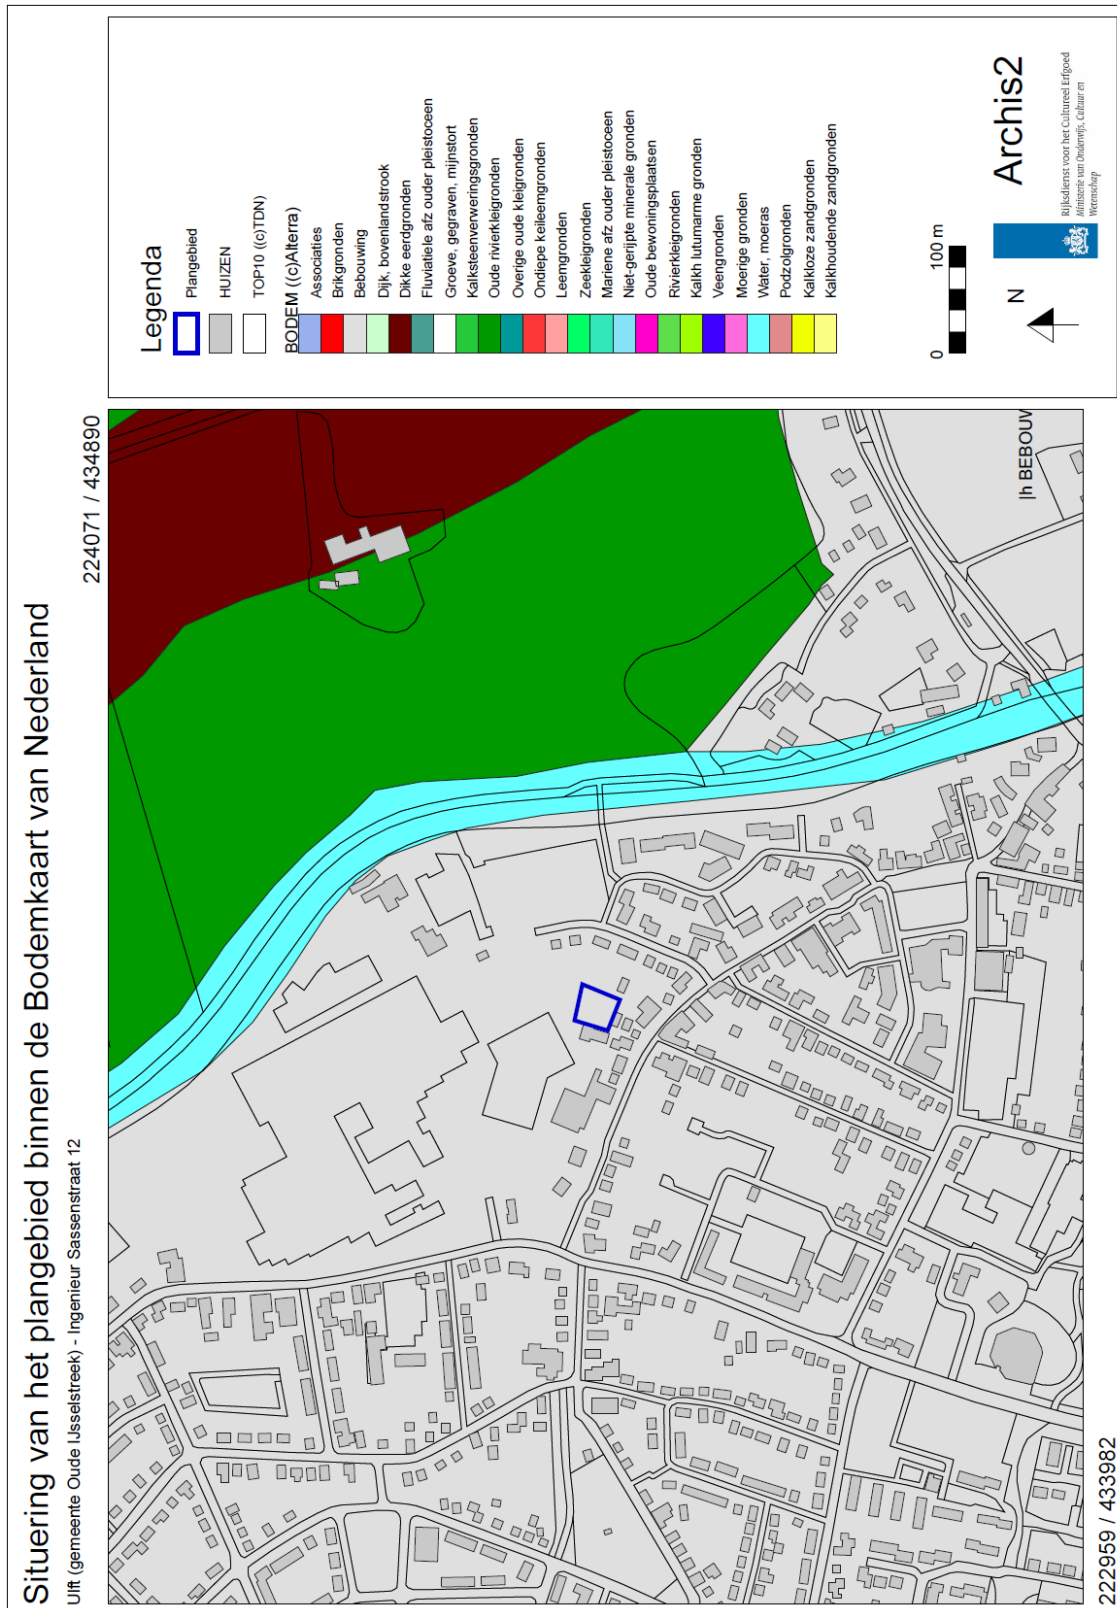 Situering van het plangebied binnen de Bodemkaart van Nederland
Ulft (gemeente Oude IJsselstreek) - Ingenieur Sassenstraat 12
224071 / 434890
|h BEBOUW
222959 / 433982
Legenda
Plangebied
HUIZEN
TOP10 ((c)TDN)
BODEM ((c)Alterra)
Associaties
Brikgronden
Bebouwing
Dijk, bovenlandstrook
Dikke eerdgronden
Fluviatiele afz ouder pleistoceen
Groeve, gegraven, mijnstort
Kalksteenverweringsgronden
Oude rivierkleigronden
Overige oude kleigronden
Ondiepe keileemgronden
Leemgronden
Zeekleigronden
Mariene afz ouder pleistoceen
Niet-gerijpte minerale gronden
Oude bewoningsplaatsen
Rivierkleigronden
Kalkh lutumarme gronden
Veengronden
Moerige gronden
Water, moeras
Podzolgronden
Kalkloze zandgronden
Kalkhoudende zandgronden
0 100 m
N
Archis2
Rijksdienst voor het Cultureel Erfgoed
Ministerie van Onderwijs, Cultuur en
Wetenschap